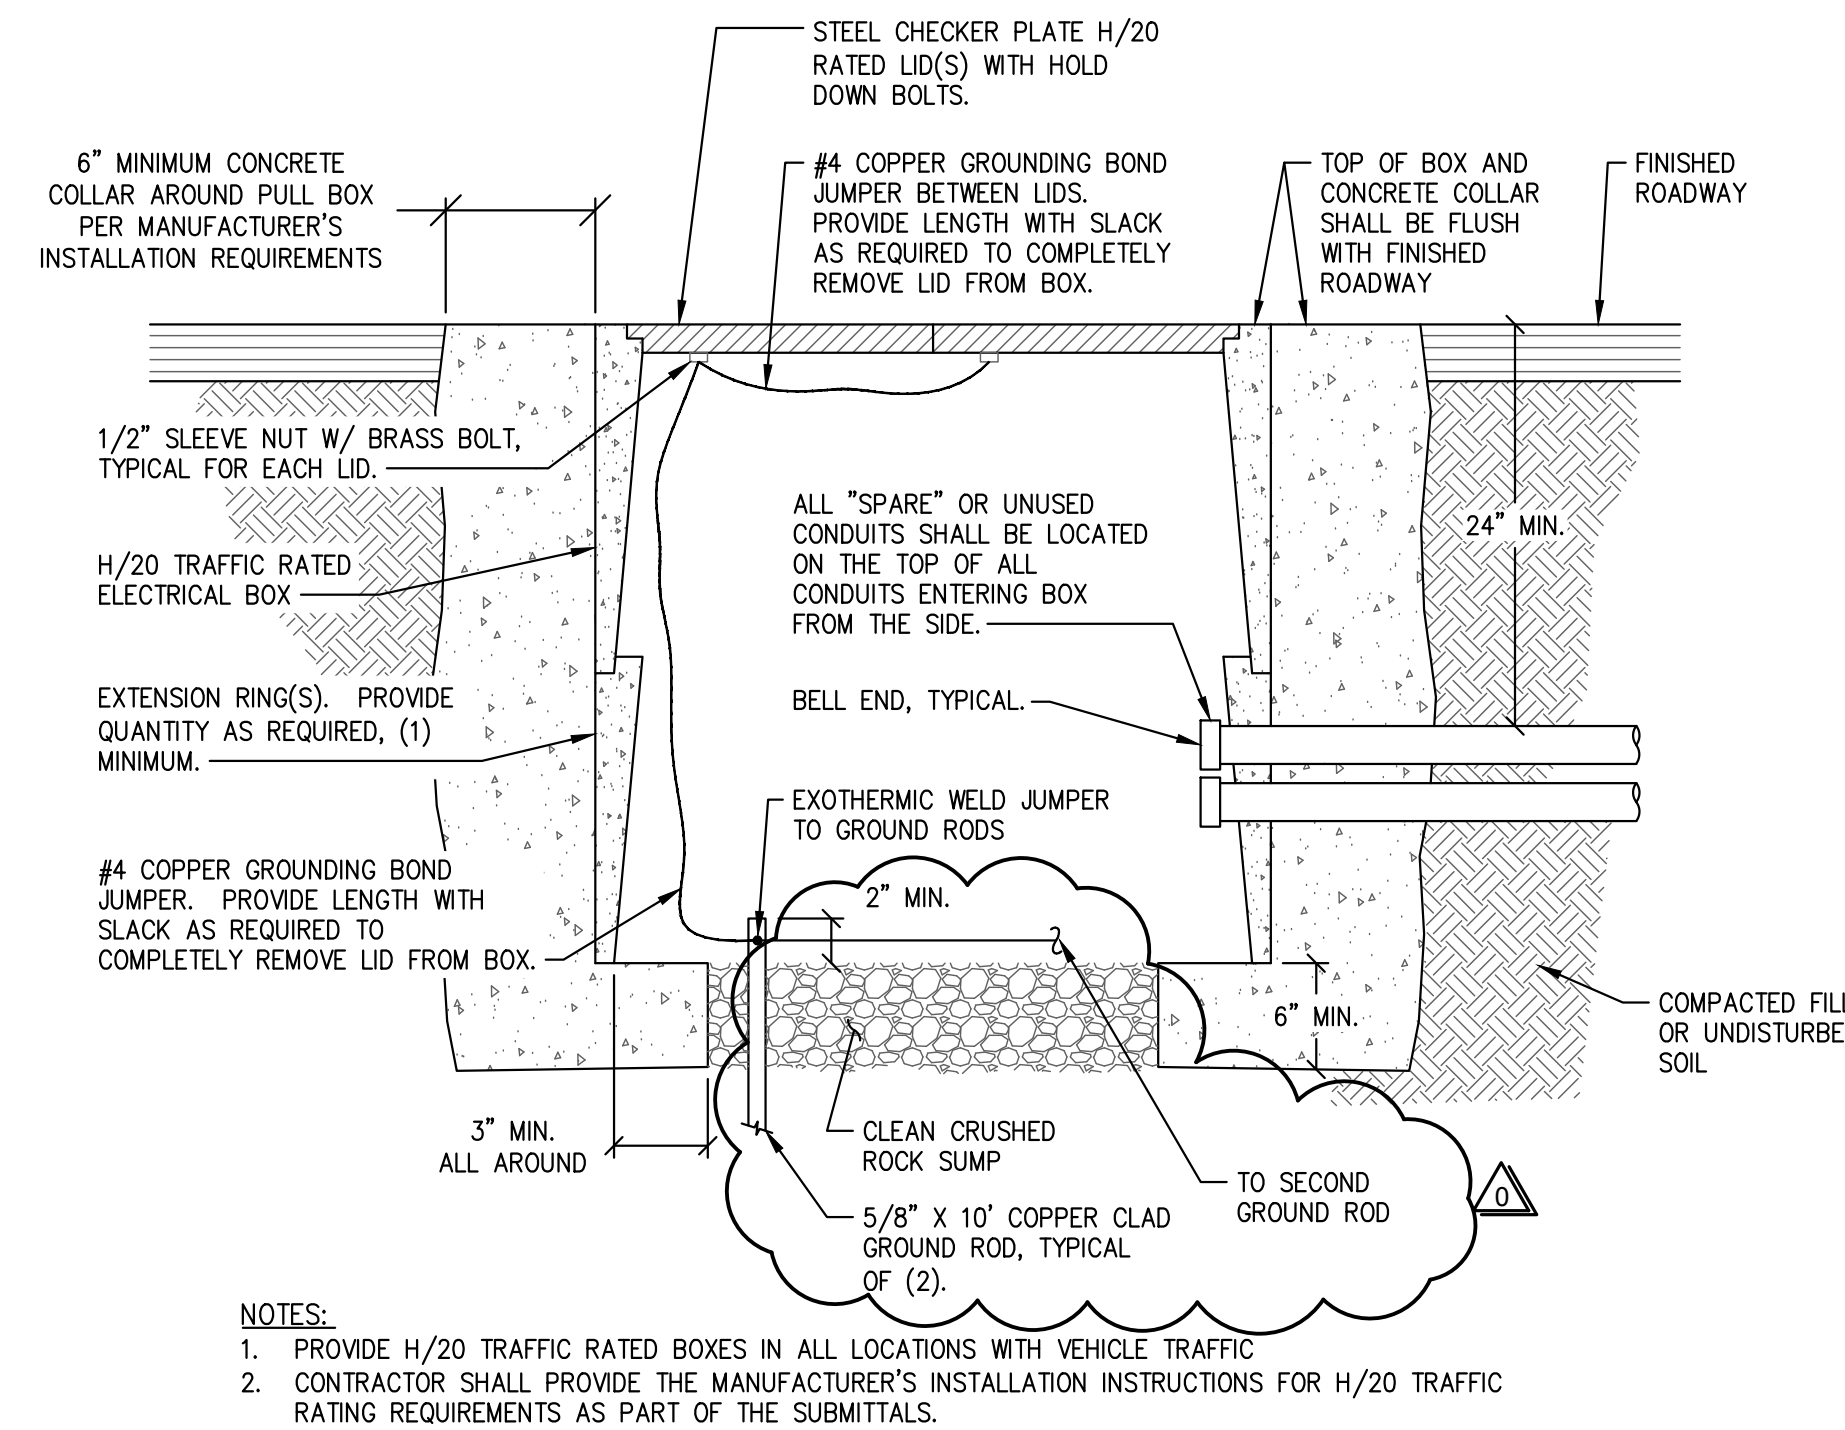 STEEL CHECKER PLATE H/20
RATED LID(S) WITH HOLD
DOWN BOLTS.
6" MINIMUM CONCRETE
COLLAR AROUND PULL BOX
PER MANUFACTURER'S
INSTALLATION REQUIREMENTS
#4 COPPER GROUNDING BOND
JUMPER BETWEEN LIDS.
PROVIDE LENGTH WITH SLACK
AS REQUIRED TO COMPLETELY
REMOVE LID FROM BOX.
TOP OF BOX AND
CONCRETE COLLAR
SHALL BE FLUSH
WITH FINISHED
ROADWAY
FINISHED
ROADWAY
1/2" SLEEVE NUT W/ BRASS BOLT,
TYPICAL FOR EACH LID.
ALL "SPARE" OR UNUSED
CONDUITS SHALL BE LOCATED
ON THE TOP OF ALL
CONDUITS ENTERING BOX
FROM THE SIDE.
24" MIN.
H/20 TRAFFIC RATED
ELECTRICAL BOX
EXTENSION RING(S). PROVIDE
QUANTITY AS REQUIRED, (1)
MINIMUM.
BELL END, TYPICAL.
EXOTHERMIC WELD JUMPER
TO GROUND RODS
#4 COPPER GROUNDING BOND
JUMPER. PROVIDE LENGTH WITH
SLACK AS REQUIRED TO
COMPLETELY REMOVE LID FROM BOX.
2" MIN.
6" MIN.
COMPACTED FILL
OR UNDISTURBE
SOIL
3" MIN.
ALL AROUND
CLEAN CRUSHED
ROCK SUMP
TO SECOND
GROUND ROD
0
5/8" X 10' COPPER CLAD
GROUND ROD, TYPICAL
OF (2).
NOTES:
1. PROVIDE H/20 TRAFFIC RATED BOXES IN ALL LOCATIONS WITH VEHICLE TRAFFIC
2. CONTRACTOR SHALL PROVIDE THE MANUFACTURER'S INSTALLATION INSTRUCTIONS FOR H/20 TRAFFIC
RATING REQUIREMENTS AS PART OF THE SUBMITTALS.